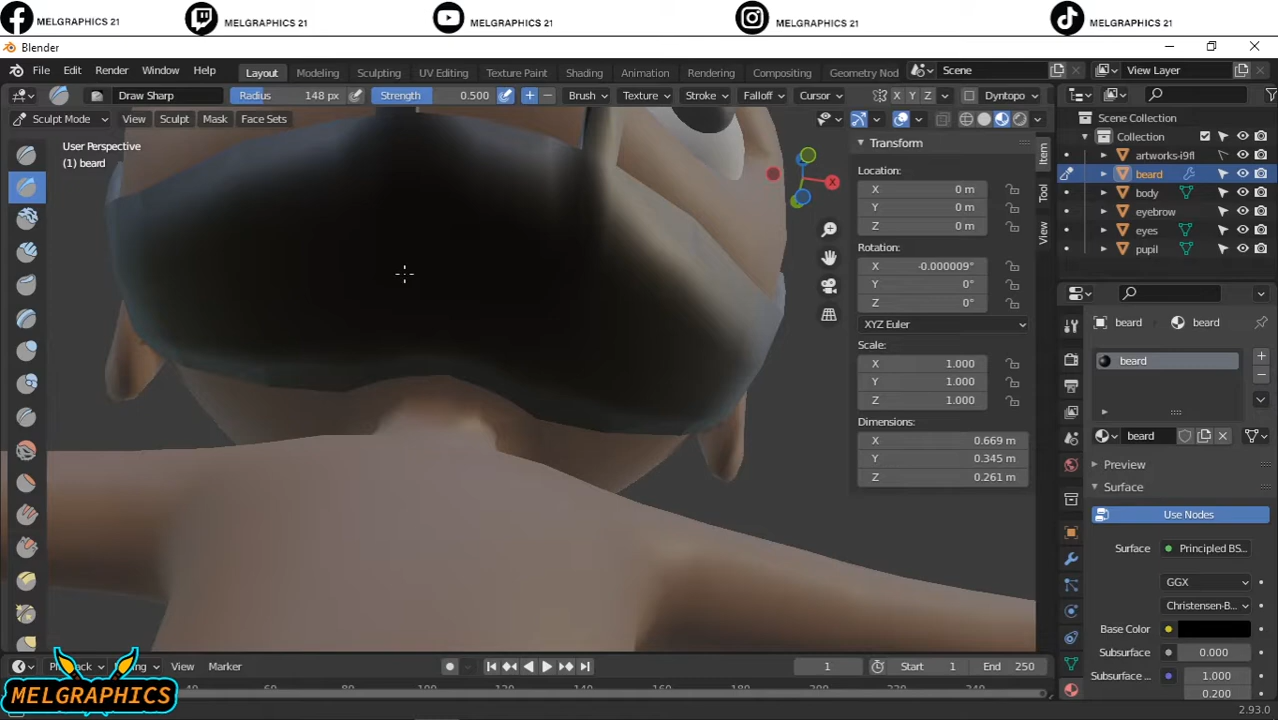 MELGRAPHICS 21 MELGRAPHICS 21 MELGRAPHICS 21 MELGRAPHICS 21 MELGRAPHICS 21
Blender
File Edit Render Window Help Layout Modeling Sculpting UV Editing Texture Paint Shading Animation Rendering Compositing Geometry Nod Scene View Layer
Draw Sharp Radius 148 px Strength 0.500 Brush Texture Stroke Falloff Cursor X Y Z Dyntopo
Sculpt Mode View Sculpt Mask Face Sets
User Perspective
(1) beard
Transform
Location:
X 0 m
Y 0 m
Z 0 m
Rotation:
X -0.000009°
Y 0°
Z 0°
XYZ Euler
Scale:
X 1.000
Y 1.000
Z 1.000
Dimensions:
X 0.669 m
Y 0.345 m
Z 0.261 m
Item
Tool
View
X
Scene Collection
Collection
artworks-i9fl
beard
body
eyebrow
eyes
pupil
beard beard
beard
beard
Preview
Surface
Use Nodes
Surface Principled BS...
GGX
Christensen-B...
Base Color
Subsurface 0.000
Subsurface ... 1.000
0.200
View Marker 1 Start 1 End 250
160
MELGRAPHICS
2.93.0